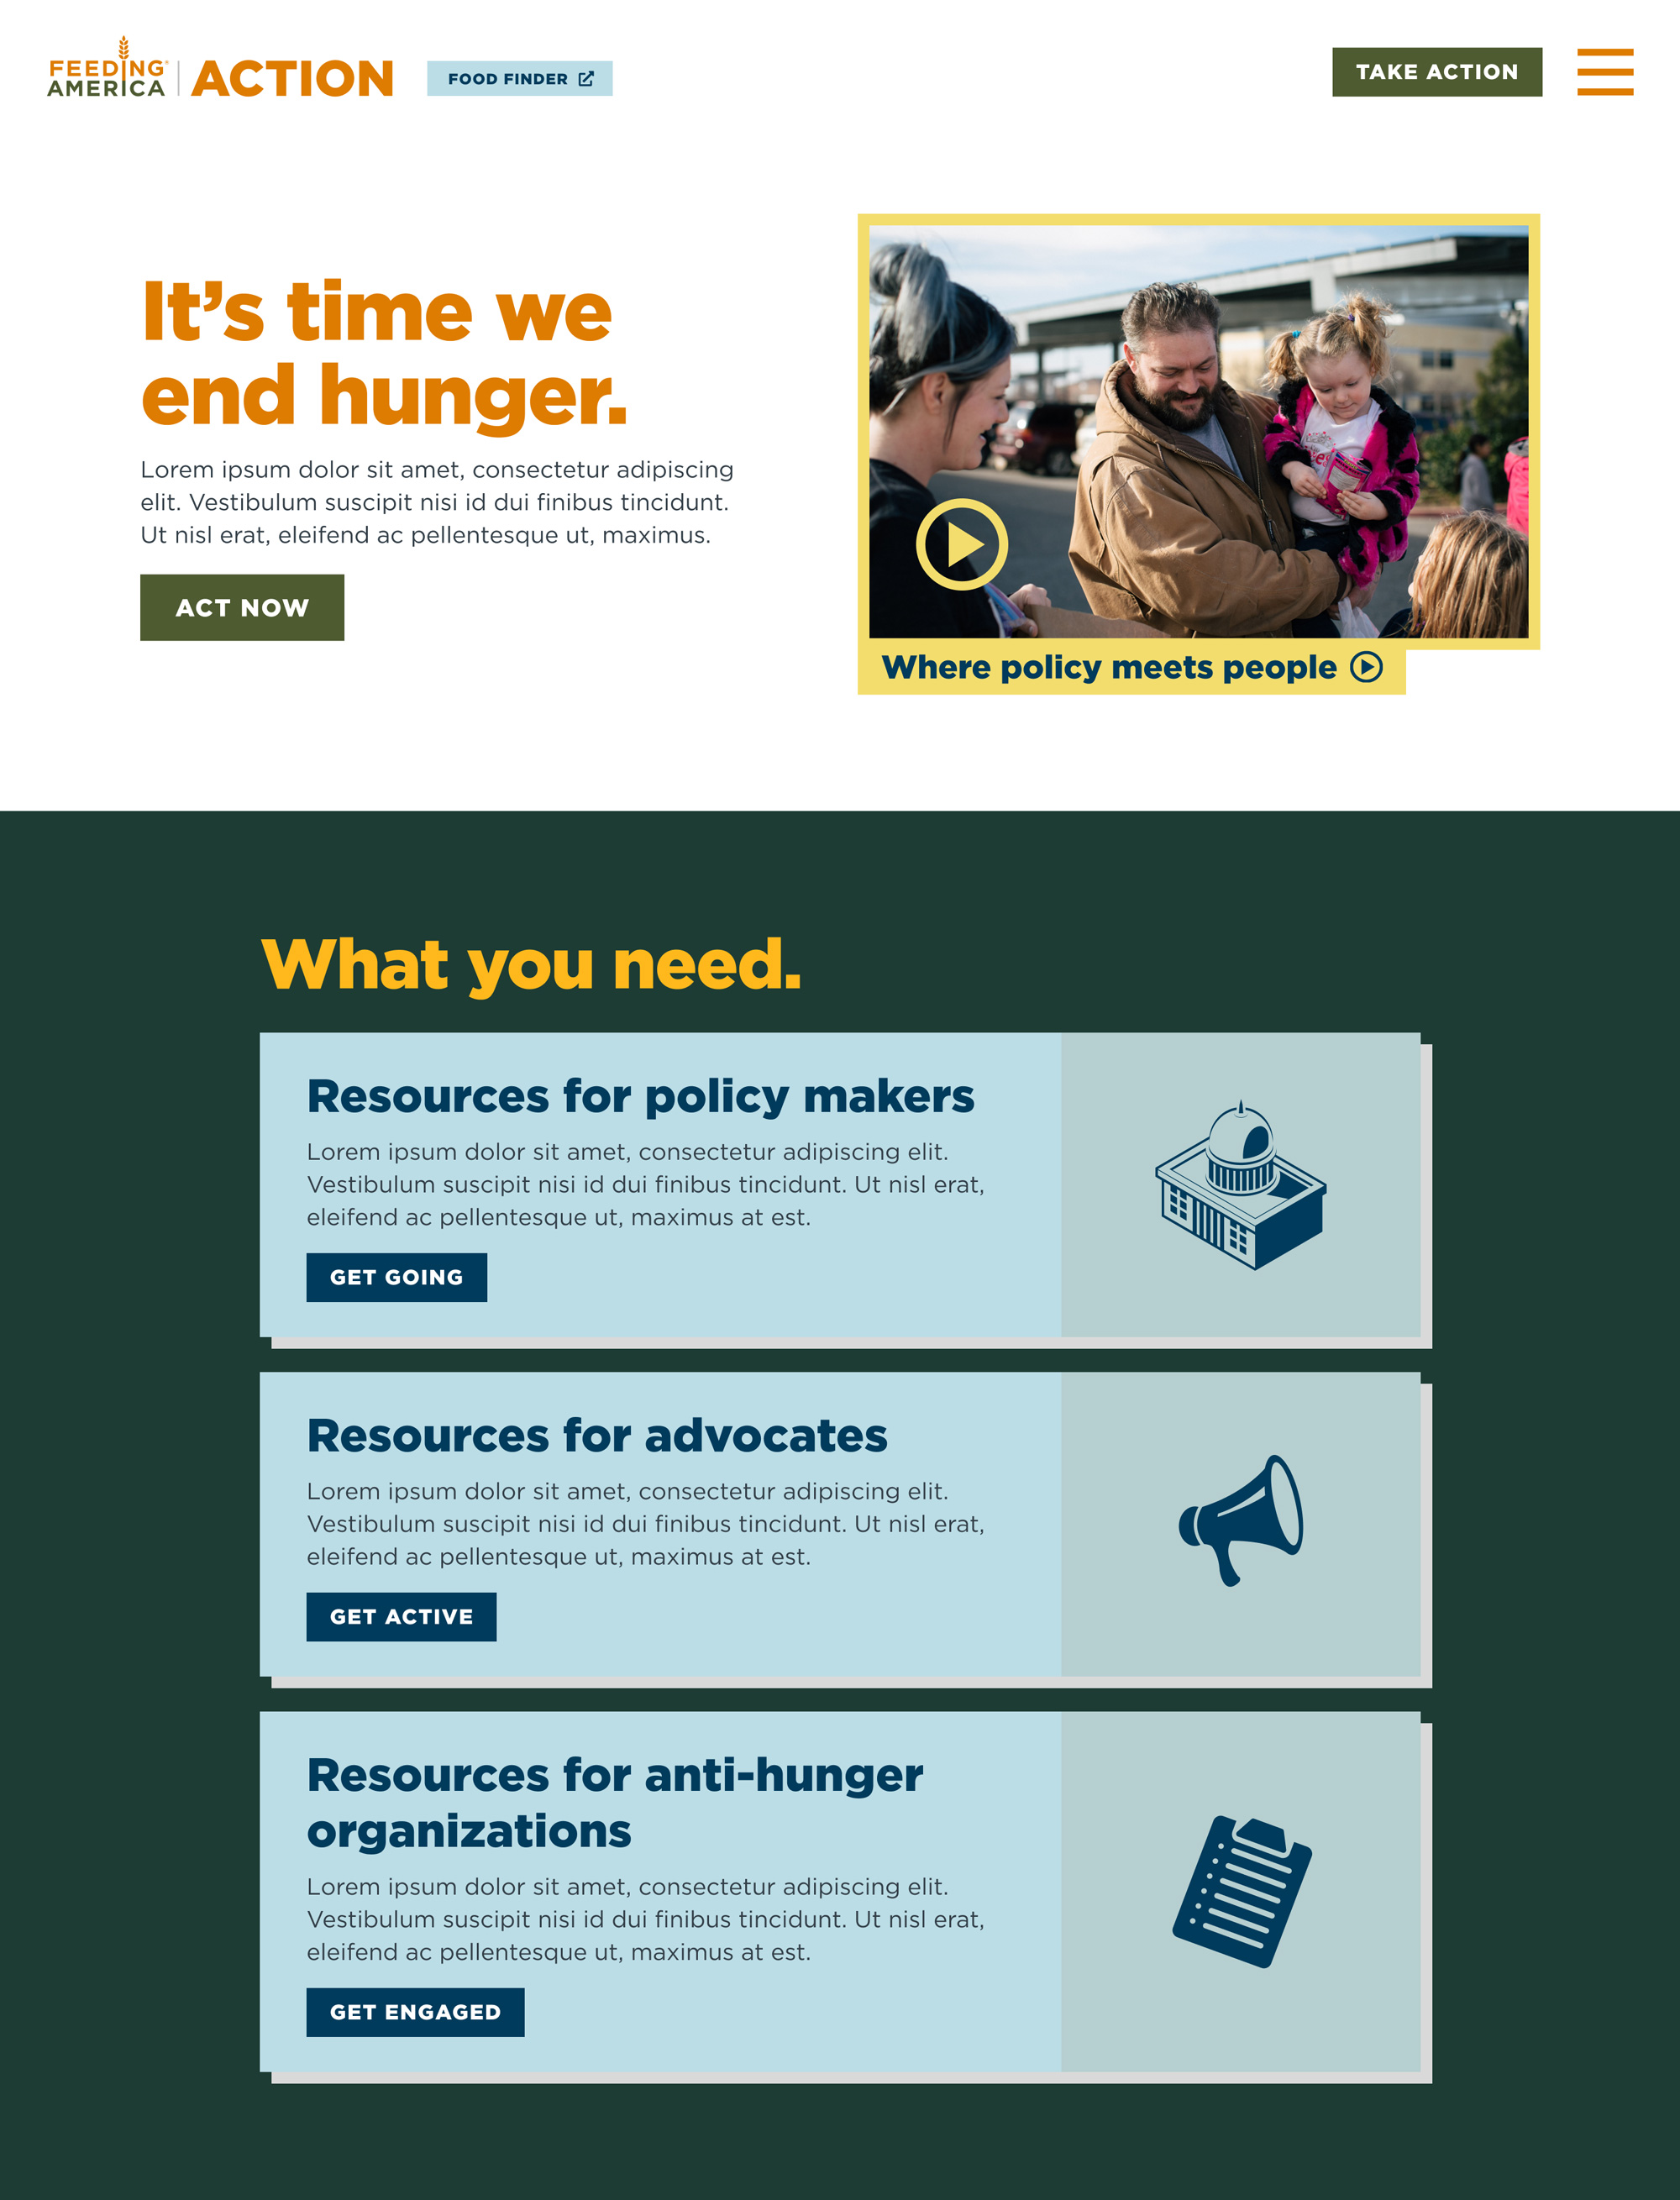 FEEDING
AMERICA
ACTION
FOOD FINDER
TAKE ACTION
It's time we
end hunger.
Lorem ipsum dolor sit amet, consectetur adipiscing
elit. Vestibulum suscipit nisi id dui finibus tincidunt.
Ut nisl erat, eleifend ac pellentesque ut, maximus.
ACT NOW
Where policy meets people
What you need.
Resources for policy makers
Lorem ipsum dolor sit amet, consectetur adipiscing elit.
Vestibulum suscipit nisi id dui finibus tincidunt. Ut nisl erat,
eleifend ac pellentesque ut, maximus at est.
GET GOING
Resources for advocates
Lorem ipsum dolor sit amet, consectetur adipiscing elit.
Vestibulum suscipit nisi id dui finibus tincidunt. Ut nisl erat,
eleifend ac pellentesque ut, maximus at est.
GET ACTIVE
Resources for anti-hunger
organizations
Lorem ipsum dolor sit amet, consectetur adipiscing elit.
Vestibulum suscipit nisi id dui finibus tincidunt. Ut nisl erat,
eleifend ac pellentesque ut, maximus at est.
GET ENGAGED